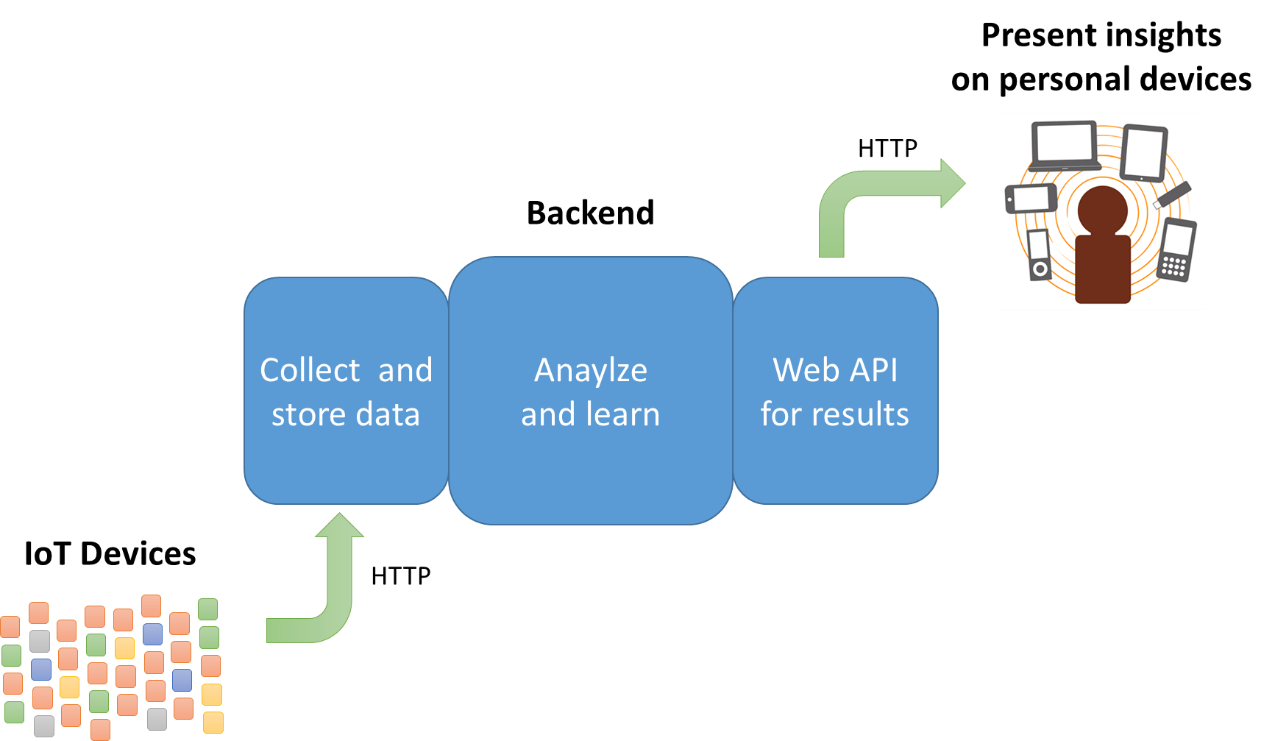 Present insights
on personal devices
HTTP
Backend
Collect  and
store data
Anaylze
and learn
Web API
for results
IoT Devices
HTTP